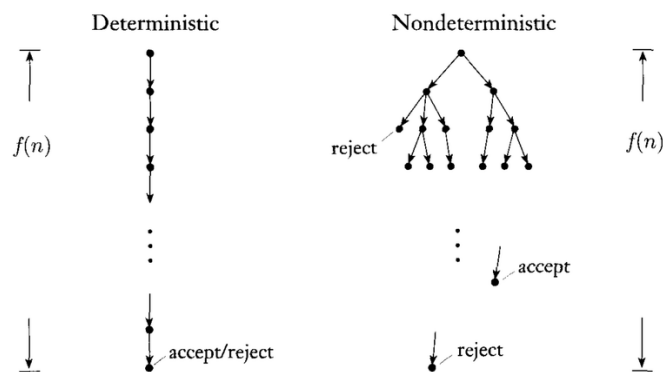 Deterministic
Nondeterministic
f(n)
reject
f(n)
accept
accept/reject
reject